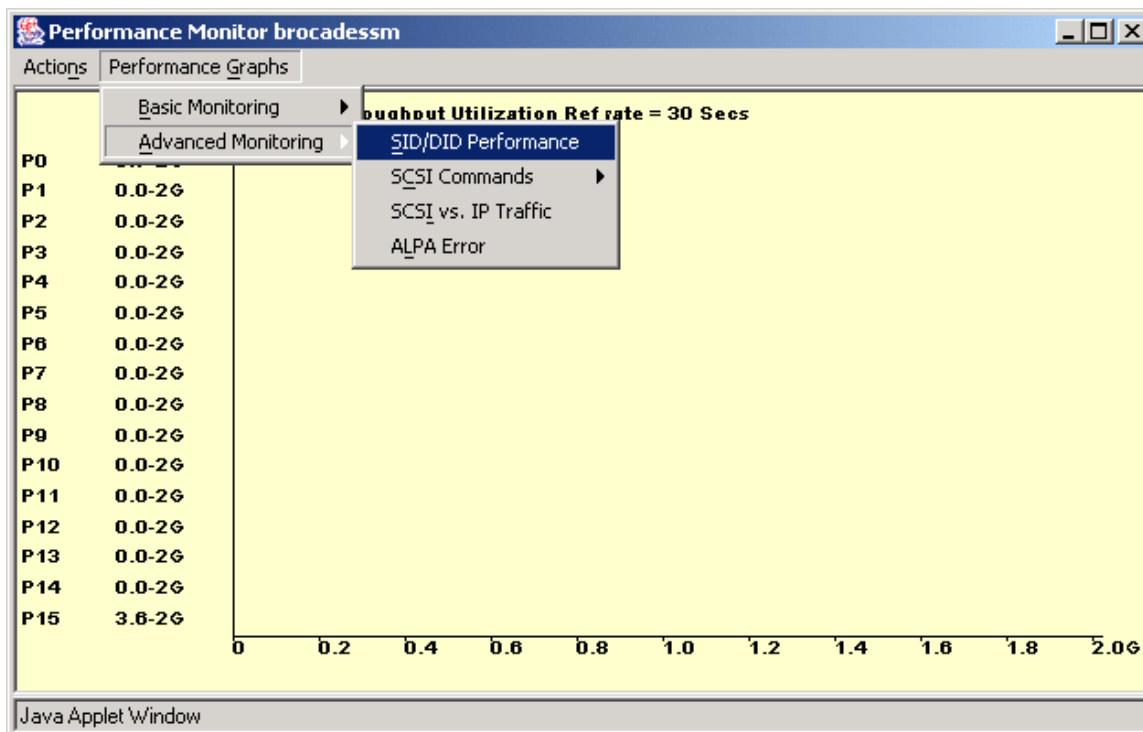 Performance Monitor brocadessm
Actions Performance Graphs
Basic Monitoring
Advanced Monitoring
Utilization Ref rate = 30 Secs
SID/DID Performance
SCSI Commands
SCSI vs. IP Traffic
ALPA Error
P0
P1 0.0-2G
P2 0.0-2G
P3 0.0-2G
P4 0.0-2G
P5 0.0-2G
P6 0.0-2G
P7 0.0-2G
P8 0.0-2G
P9 0.0-2G
P10 0.0-2G
P11 0.0-2G
P12 0.0-2G
P13 0.0-2G
P14 0.0-2G
P15 3.6-2G
0 0.2 0.4 0.6 0.8 1.0 1.2 1.4 1.6 1.8 2.0G
Java Applet Window